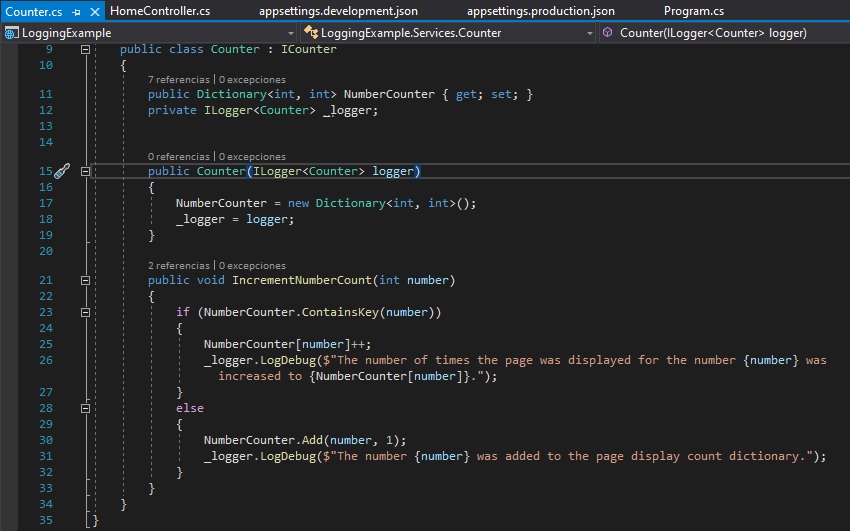 Counter.cs HomeController.cs appsettings.development.json appsettings.production.json Program.cs
LoggingExample LoggingExample.Services.Counter Counter(ILogger<Counter> logger)
9 public class Counter : ICounter
10 {
7 referencias | 0 excepciones
11 public Dictionary<int, int> NumberCounter { get; set; }
12 private ILogger<Counter> _logger;
13
14
0 referencias | 0 excepciones
15 public Counter(ILogger<Counter> logger)
16 {
17 NumberCounter = new Dictionary<int, int>();
18 _logger = logger;
19 }
20
2 referencias | 0 excepciones
21 public void IncrementNumberCount(int number)
22 {
23 if (NumberCounter.ContainsKey(number))
24 {
25 NumberCounter[number]++;
26 _logger.LogDebug($"The number of times the page was displayed for the number {number} was
increased to {NumberCounter[number]}.");
27 }
28 else
29 {
30 NumberCounter.Add(number, 1);
31 _logger.LogDebug($"The number {number} was added to the page display count dictionary.");
32 }
33 }
34 }
35 }